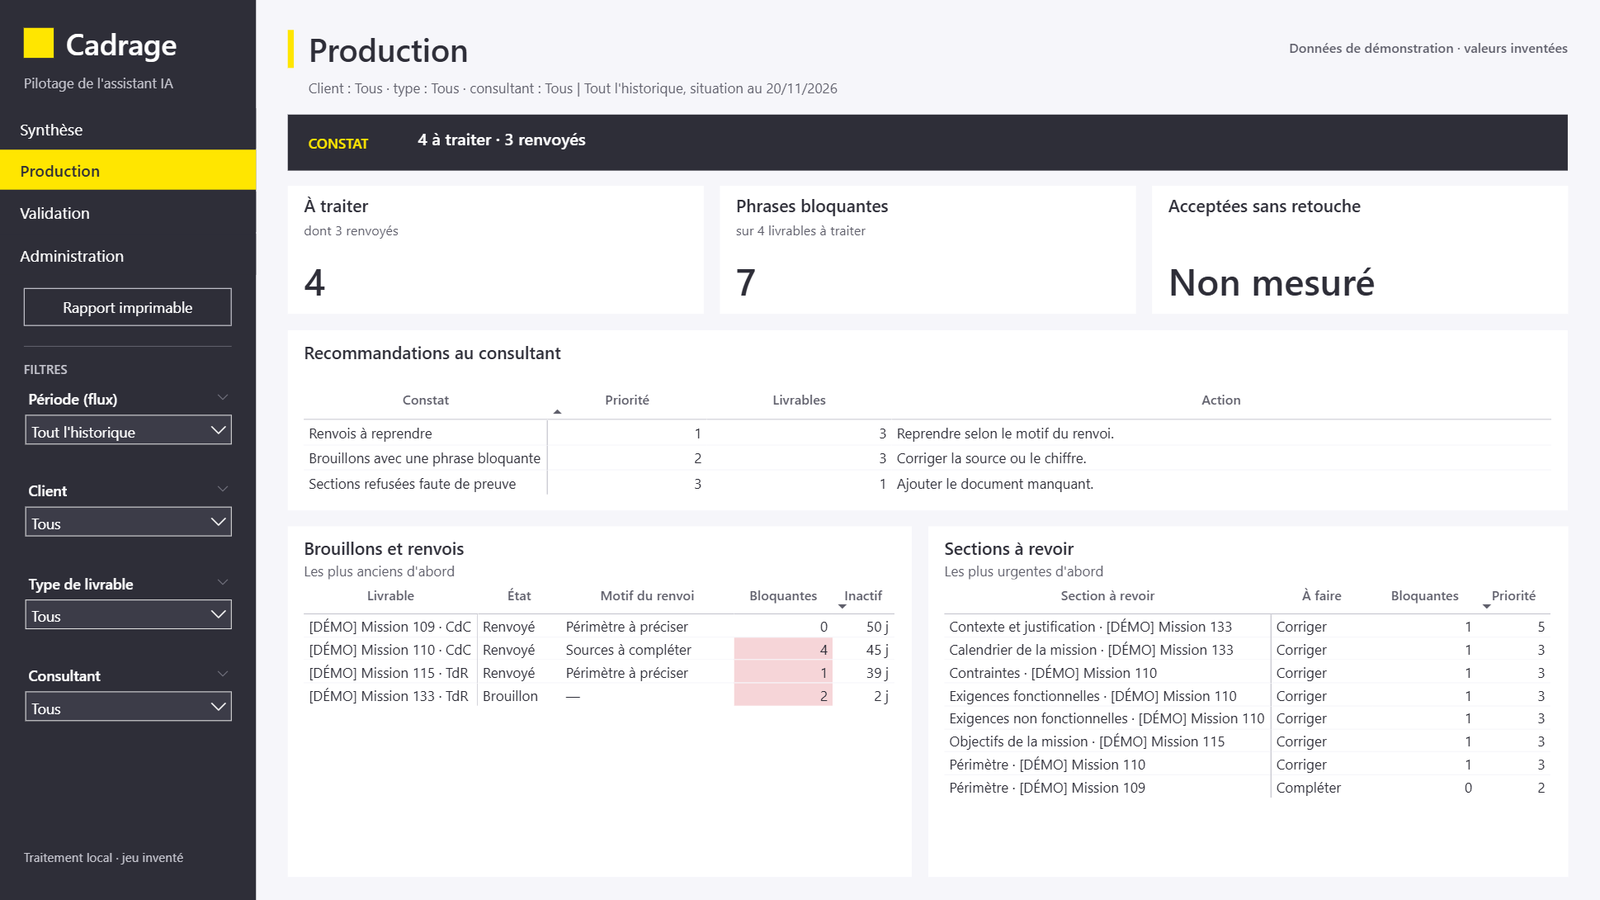 Cadrage
Pilotage de l'assistant IA
Synthèse
Production
Validation
Administration
Rapport imprimable
FILTRES
Période (flux)
Tout l'historique
Client
Tous
Type de livrable
Tous
Consultant
Tous
Traitement local · jeu inventé
Production
Données de démonstration · valeurs inventées
Client : Tous · type : Tous · consultant : Tous | Tout l'historique, situation au 20/11/2026
CONSTAT 4 à traiter · 3 renvoyés
À traiter
dont 3 renvoyés
4
Phrases bloquantes
sur 4 livrables à traiter
7
Acceptées sans retouche
Non mesuré
Recommandations au consultant
Constat Priorité Livrables Action
Renvois à reprendre 1 3 Reprendre selon le motif du renvoi.
Brouillons avec une phrase bloquante 2 3 Corriger la source ou le chiffre.
Sections refusées faute de preuve 3 1 Ajouter le document manquant.
Brouillons et renvois
Les plus anciens d'abord
Livrable État Motif du renvoi Bloquantes Inactif
[DÉMO] Mission 109 · CdC Renvoyé Périmètre à préciser 0 50 j
[DÉMO] Mission 110 · CdC Renvoyé Sources à compléter 4 45 j
[DÉMO] Mission 115 · TdR Renvoyé Périmètre à préciser 1 39 j
[DÉMO] Mission 133 · TdR Brouillon — 2 2 j
Sections à revoir
Les plus urgentes d'abord
Section à revoir À faire Bloquantes Priorité
Contexte et justification · [DÉMO] Mission 133 Corriger 1 5
Calendrier de la mission · [DÉMO] Mission 133 Corriger 1 3
Contraintes · [DÉMO] Mission 110 Corriger 1 3
Exigences fonctionnelles · [DÉMO] Mission 110 Corriger 1 3
Exigences non fonctionnelles · [DÉMO] Mission 110 Corriger 1 3
Objectifs de la mission · [DÉMO] Mission 115 Corriger 1 3
Périmètre · [DÉMO] Mission 110 Corriger 1 3
Périmètre · [DÉMO] Mission 109 Compléter 0 2